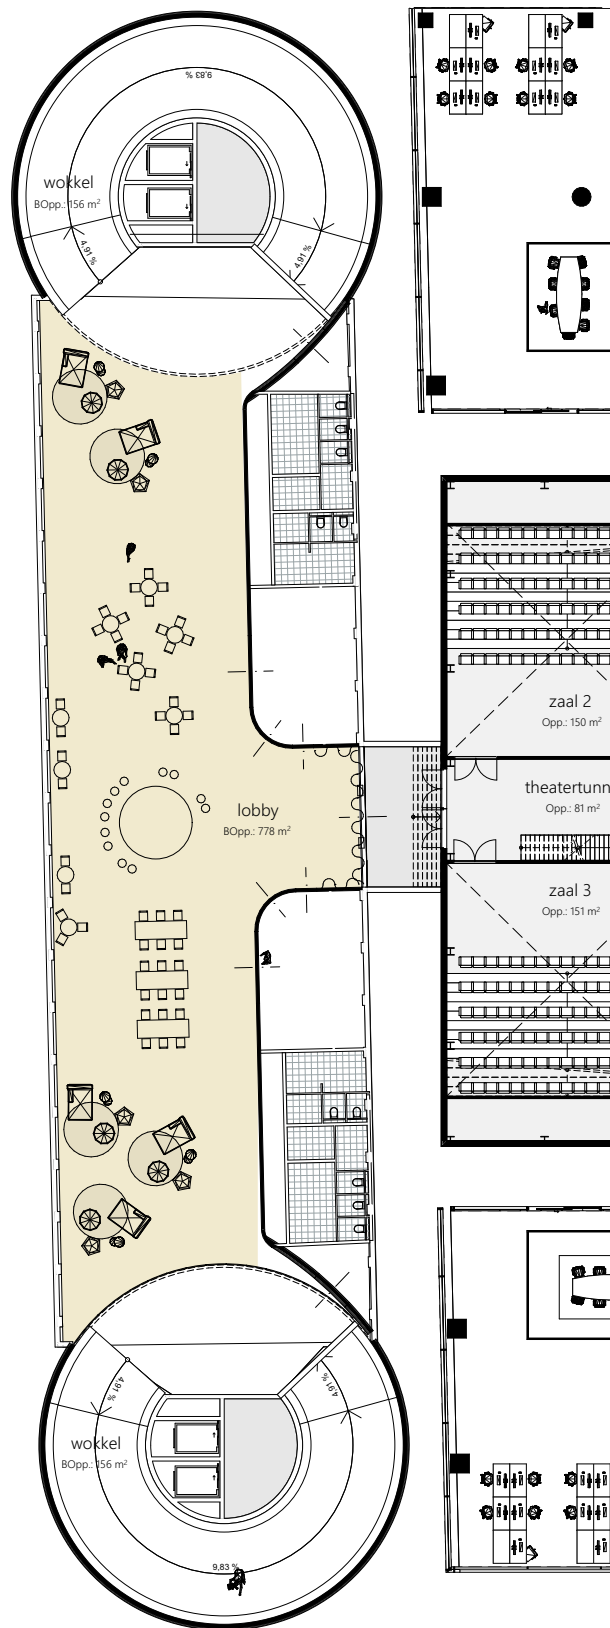 9,83 %
wokkel
BOpp.: 156 m²
4,91 %
4,91 %
zaal 2
Opp.: 150 m²
lobby
BOpp.: 778 m²
theatertunn
Opp.: 81 m²
zaal 3
Opp.: 151 m²
4,91 %
4,91 %
wokkel
BOpp.: 156 m²
9,83 %